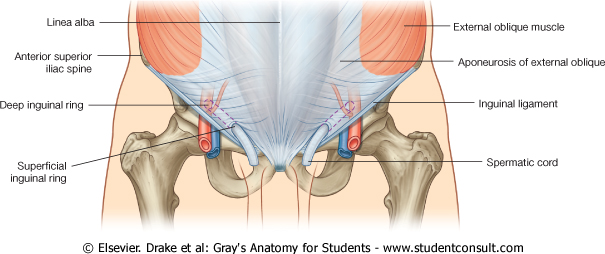 Linea alba
Anterior superior
iliac spine
Deep inguinal ring
Superficial
inguinal ring
External oblique muscle
Aponeurosis of external oblique
Inguinal ligament
Spermatic cord
© Elsevier. Drake et al: Gray's Anatomy for Students - www.studentconsult.com